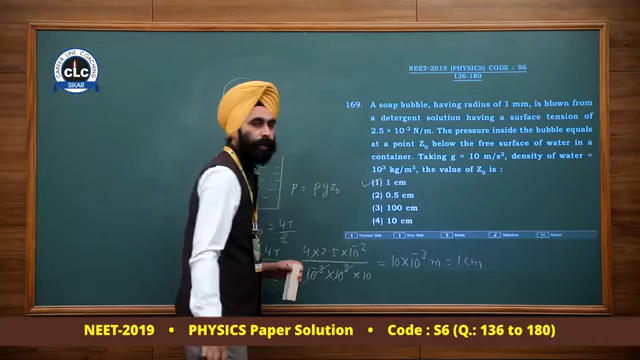 CAREER LINE COACHING
CLC
SIKAR
NEET-2019 (PHYSICS) CODE : S6
136-180
169. A soap bubble, having radius of 1 mm, is blown from
a detergent solution having a surface tension of
2.5 × 10⁻² N/m. The pressure inside the bubble equals
at a point Z₀ below the free surface of water in a
container. Taking g = 10 m/s², density of water =
10³ kg/m³, the value of Z₀ is :
(1) 1 cm
(2) 0.5 cm
(3) 100 cm
(4) 10 cm
P = ρgZ₀
= 4T
2
4T 4×2.5×10⁻² = 10×10⁻³ m = 1 cm
10⁻³×10³×10
NEET-2019 • PHYSICS Paper Solution • Code : S6 (Q.: 136 to 180)